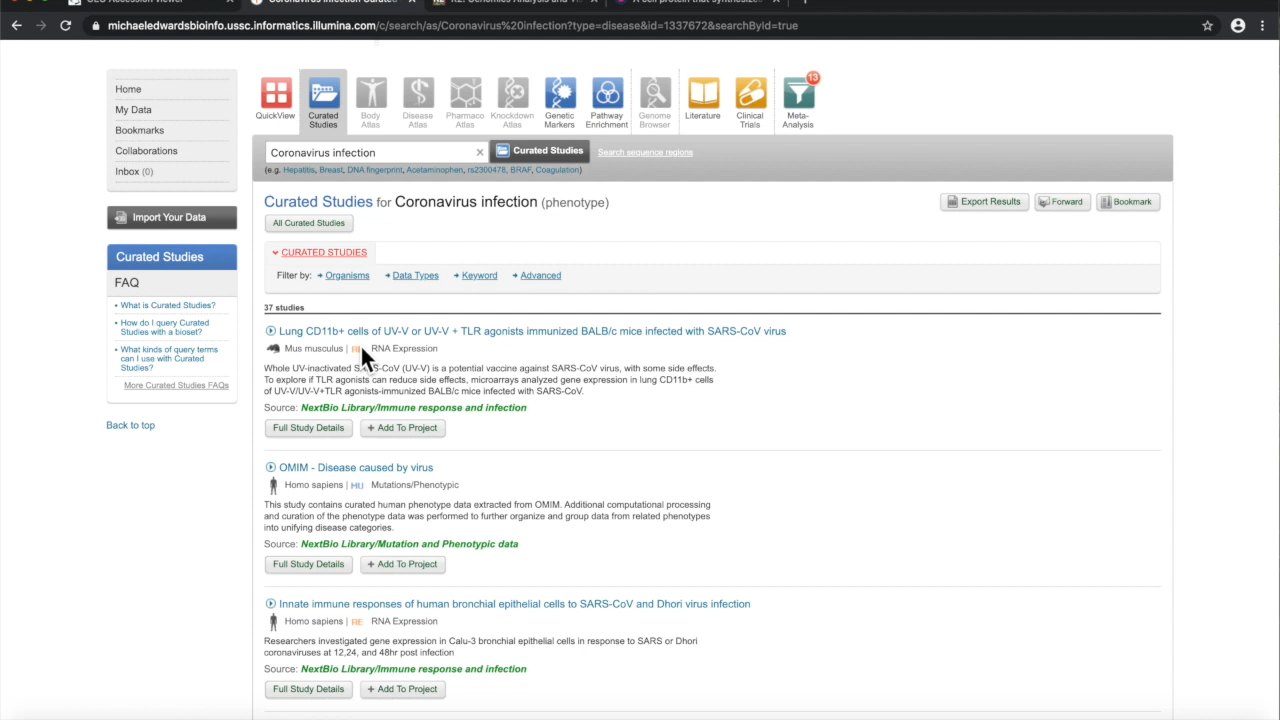 michaeledwardsbioinfo.ussc.informatics.illumina.com/c/search/as/Coronavirus%20infection?type=disease&id=1337672&searchById=true
Home
My Data
Bookmarks
Collaborations
Inbox (0)
Import Your Data
Curated Studies
FAQ
What is Curated Studies?
How do I query Curated
Studies with a bioset?
What kinds of query terms
can I use with Curated
Studies?
More Curated Studies FAQs
Back to top
QuickView
Curated
Studies
Body
Atlas
Disease
Atlas
Pharmaco
Atlas
Knockdown
Atlas
Genetic
Markers
Pathway
Enrichment
Genome
Browser
Literature
Clinical
Trials
13
Meta-
Analysis
Coronavirus infection
Curated Studies
Search sequence regions
(e.g. Hepatitis, Breast, DNA fingerprint, Acetaminophen, rs2300478, BRAF, Coagulation)
Curated Studies for Coronavirus infection (phenotype)
Export Results
Forward
Bookmark
All Curated Studies
CURATED STUDIES
Filter by: Organisms Data Types Keyword Advanced
37 studies
Lung CD11b+ cells of UV-V or UV-V + TLR agonists immunized BALB/c mice infected with SARS-CoV virus
Mus musculus | RNA Expression
Whole UV-inactivated SARS-CoV (UV-V) is a potential vaccine against SARS-CoV virus, with some side effects.
To explore if TLR agonists can reduce side effects, microarrays analyzed gene expression in lung CD11b+ cells
of UV-V/UV-V+TLR agonists-immunized BALB/c mice infected with SARS-CoV.
Source: NextBio Library/Immune response and infection
Full Study Details + Add To Project
OMIM - Disease caused by virus
Homo sapiens | MU Mutations/Phenotypic
This study contains curated human phenotype data extracted from OMIM. Additional computational processing
and curation of the phenotype data was performed to further organize and group data from related phenotypes
into unifying disease categories.
Source: NextBio Library/Mutation and Phenotypic data
Full Study Details + Add To Project
Innate immune responses of human bronchial epithelial cells to SARS-CoV and Dhori virus infection
Homo sapiens | RE RNA Expression
Researchers investigated gene expression in Calu-3 bronchial epithelial cells in response to SARS or Dhori
coronaviruses at 12,24, and 48hr post infection
Source: NextBio Library/Immune response and infection
Full Study Details + Add To Project